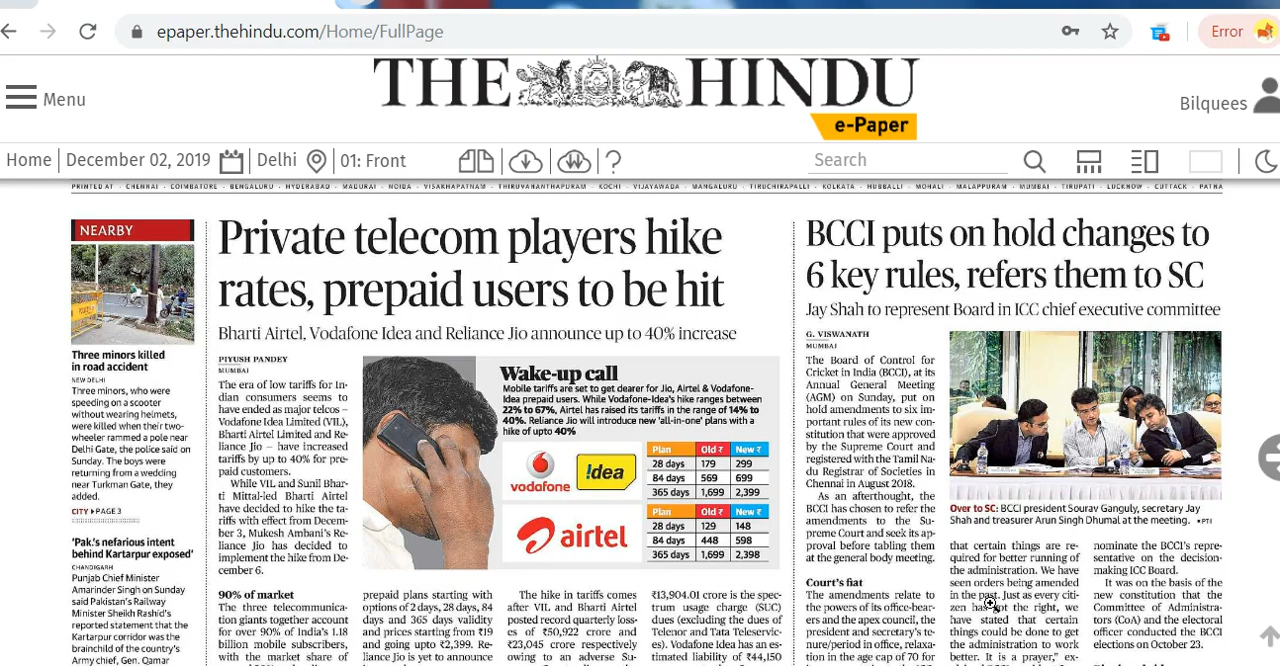 epaper.thehindu.com/Home/FullPage
Error
Menu
THE HINDU
e-Paper
Bilquees
Home
December 02, 2019
Delhi
01: Front
?
Search
PRINTED AT · CHENNAI · COIMBATORE · BENGALURU · HYDERABAD · MADURAI · NOIDA · VISAKHAPATNAM · THIRUVANANTHAPURAM · KOCHI · VIJAYAWADA · MANGALURU · TIRUCHIRAPALLI · KOLKATA · HUBBALLI · MOHALI · MALAPPURAM · MUMBAI · TIRUPATI · LUCKNOW · CUTTACK · PATNA
NEARBY
Three minors killed
in road accident
NEW DELHI
Three minors, who were
speeding on a scooter
without wearing helmets,
were killed when their two-
wheeler rammed a pole near
Delhi Gate, the police said on
Sunday. The boys were
returning from a wedding
near Turkman Gate, they
added.
CITY ▶ PAGE 3
'Pak.'s nefarious intent
behind Kartarpur exposed'
CHANDIGARH
Punjab Chief Minister
Amarinder Singh on Sunday
said Pakistan's Railway
Minister Sheikh Rashid's
reported statement that the
Kartarpur corridor was the
brainchild of the country's
Army chief, Gen. Qamar
Private telecom players hike
rates, prepaid users to be hit
Bharti Airtel, Vodafone Idea and Reliance Jio announce up to 40% increase
PIYUSH PANDEY
MUMBAI
The era of low tariffs for In-
dian consumers seems to
have ended as major telcos –
Vodafone Idea Limited (VIL),
Bharti Airtel Limited and Re-
liance Jio – have increased
tariffs by up to 40% for pre-
paid customers.
While VIL and Sunil Bhar-
ti Mittal-led Bharti Airtel
have decided to hike the ta-
riffs with effect from Decem-
ber 3, Mukesh Ambani's Re-
liance Jio has decided to
implement the hike from De-
cember 6.
90% of market
The three telecommunica-
tion giants together account
for over 90% of India's 1.18
billion mobile subscribers,
with the market share of
Wake-up call
Mobile tariffs are set to get dearer for Jio, Airtel & Vodafone-
Idea prepaid users. While Vodafone-Idea's hike ranges between
22% to 67%, Airtel has raised its tariffs in the range of 14% to
40%. Reliance Jio will introduce new 'all-in-one' plans with a
hike of upto 40%
vodafone
!dea
Plan Old ₹ New ₹
28 days 179 299
84 days 569 699
365 days 1,699 2,399
airtel
Plan Old ₹ New ₹
28 days 129 148
84 days 448 598
365 days 1,699 2,398
prepaid plans starting with
options of 2 days, 28 days, 84
days and 365 days validity
and prices starting from ₹19
and going upto ₹2,399. Re-
liance Jio is yet to announce
The hike in tariffs comes
after VIL and Bharti Airtel
posted record quarterly loss-
es of ₹50,922 crore and
₹23,045 crore respectively
owing to an adverse Su-
₹13,904.01 crore is the spec-
trum usage charge (SUC)
dues (excluding the dues of
Telenor and Tata Teleservic-
es). Vodafone Idea has an es-
timated liability of ₹44,150
BCCI puts on hold changes to
6 key rules, refers them to SC
Jay Shah to represent Board in ICC chief executive committee
G. VISWANATH
MUMBAI
The Board of Control for
Cricket in India (BCCI), at its
Annual General Meeting
(AGM) on Sunday, put on
hold amendments to six im-
portant rules of its new con-
stitution that were approved
by the Supreme Court and
registered with the Tamil Na-
du Registrar of Societies in
Chennai in August 2018.
As an afterthought, the
BCCI has chosen to refer the
amendments to the Su-
preme Court and seek its ap-
proval before tabling them
at the general body meeting.
Court's fiat
The amendments relate to
the powers of its office-bear-
ers and the apex council, the
president and secretary's te-
nure/period in office, relaxa-
tion in the age cap of 70 for
Over to SC: BCCI president Sourav Ganguly, secretary Jay
Shah and treasurer Arun Singh Dhumal at the meeting. • PTI
that certain things are re-
quired for better running of
the administration. We have
seen orders being amended
in the past. Just as every citi-
zen has got the right, we
have stated that certain
things could be done to get
the administration to work
better. It is a prayer," ex-
nominate the BCCI's repre-
sentative on the decision-
making ICC Board.
It was on the basis of the
new constitution that the
Committee of Administra-
tors (CoA) and the electoral
officer conducted the BCCI
elections on October 23.